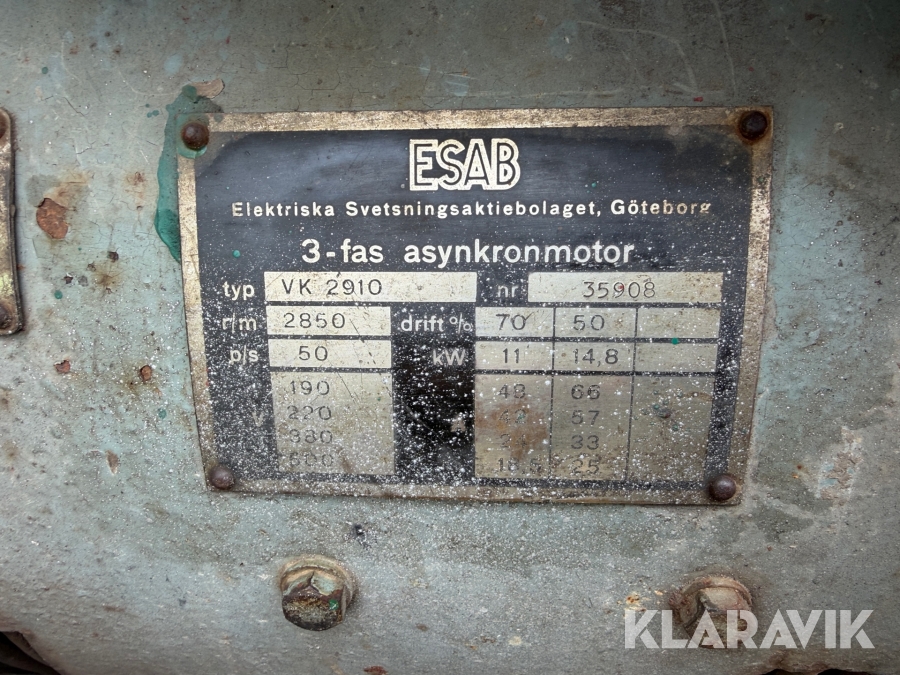 ESAB
Elektriska Svetsningsaktiebolaget, Göteborg
3-fas asynkronmotor
typ VK 2910 nr 35908
r/m 2850 drift % 70 50
p/s 50 kW 11 14.8
190 48 66
V 220 57
380 33
25
KLARAVIK